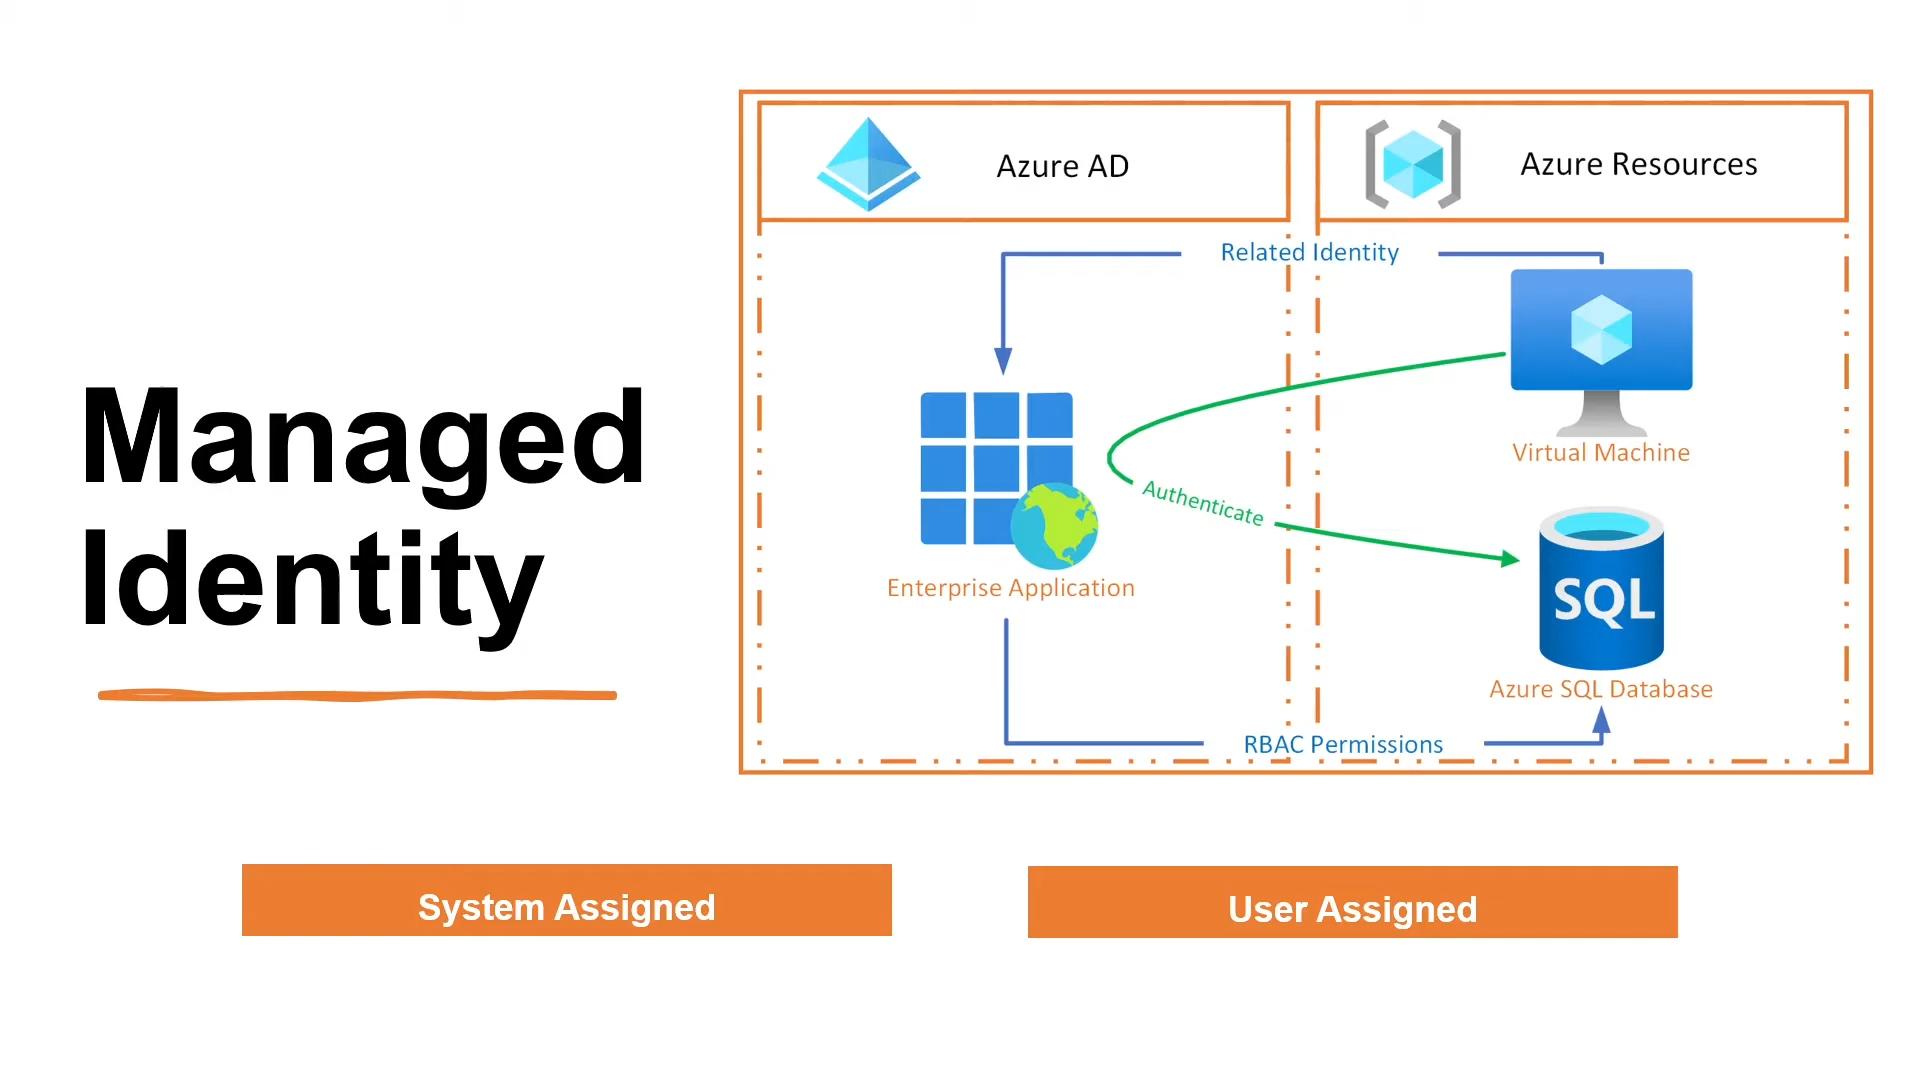 Managed
Identity
Azure AD
Azure Resources
Related Identity
Virtual Machine
Authenticate
Enterprise Application
SQL
Azure SQL Database
RBAC Permissions
System Assigned
User Assigned